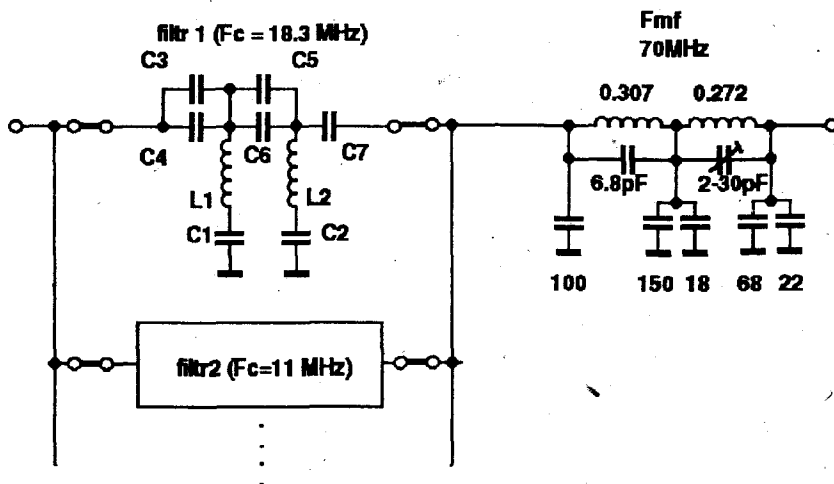 filtr 1 (Fc = 18.3 MHz)
Fmf
70MHz
C3
C5
0.307
0.272
C4
C6
C7
6.8pF
2-30pF
λ
L1
L2
C1
C2
100
150
18
68
22
filtr2 (Fc=11 MHz)